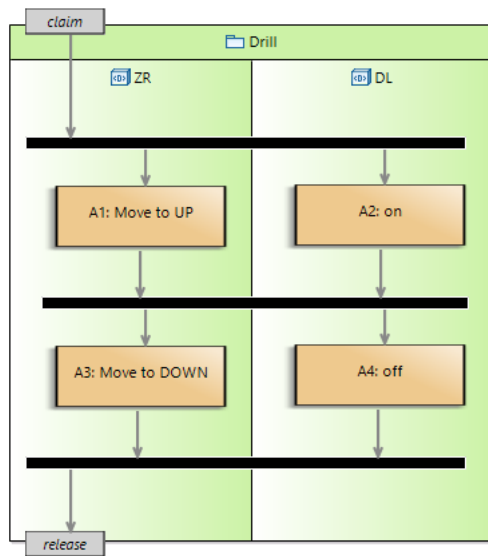 claim
Drill
ZR
DL
A1: Move to UP
A2: on
A3: Move to DOWN
A4: off
release